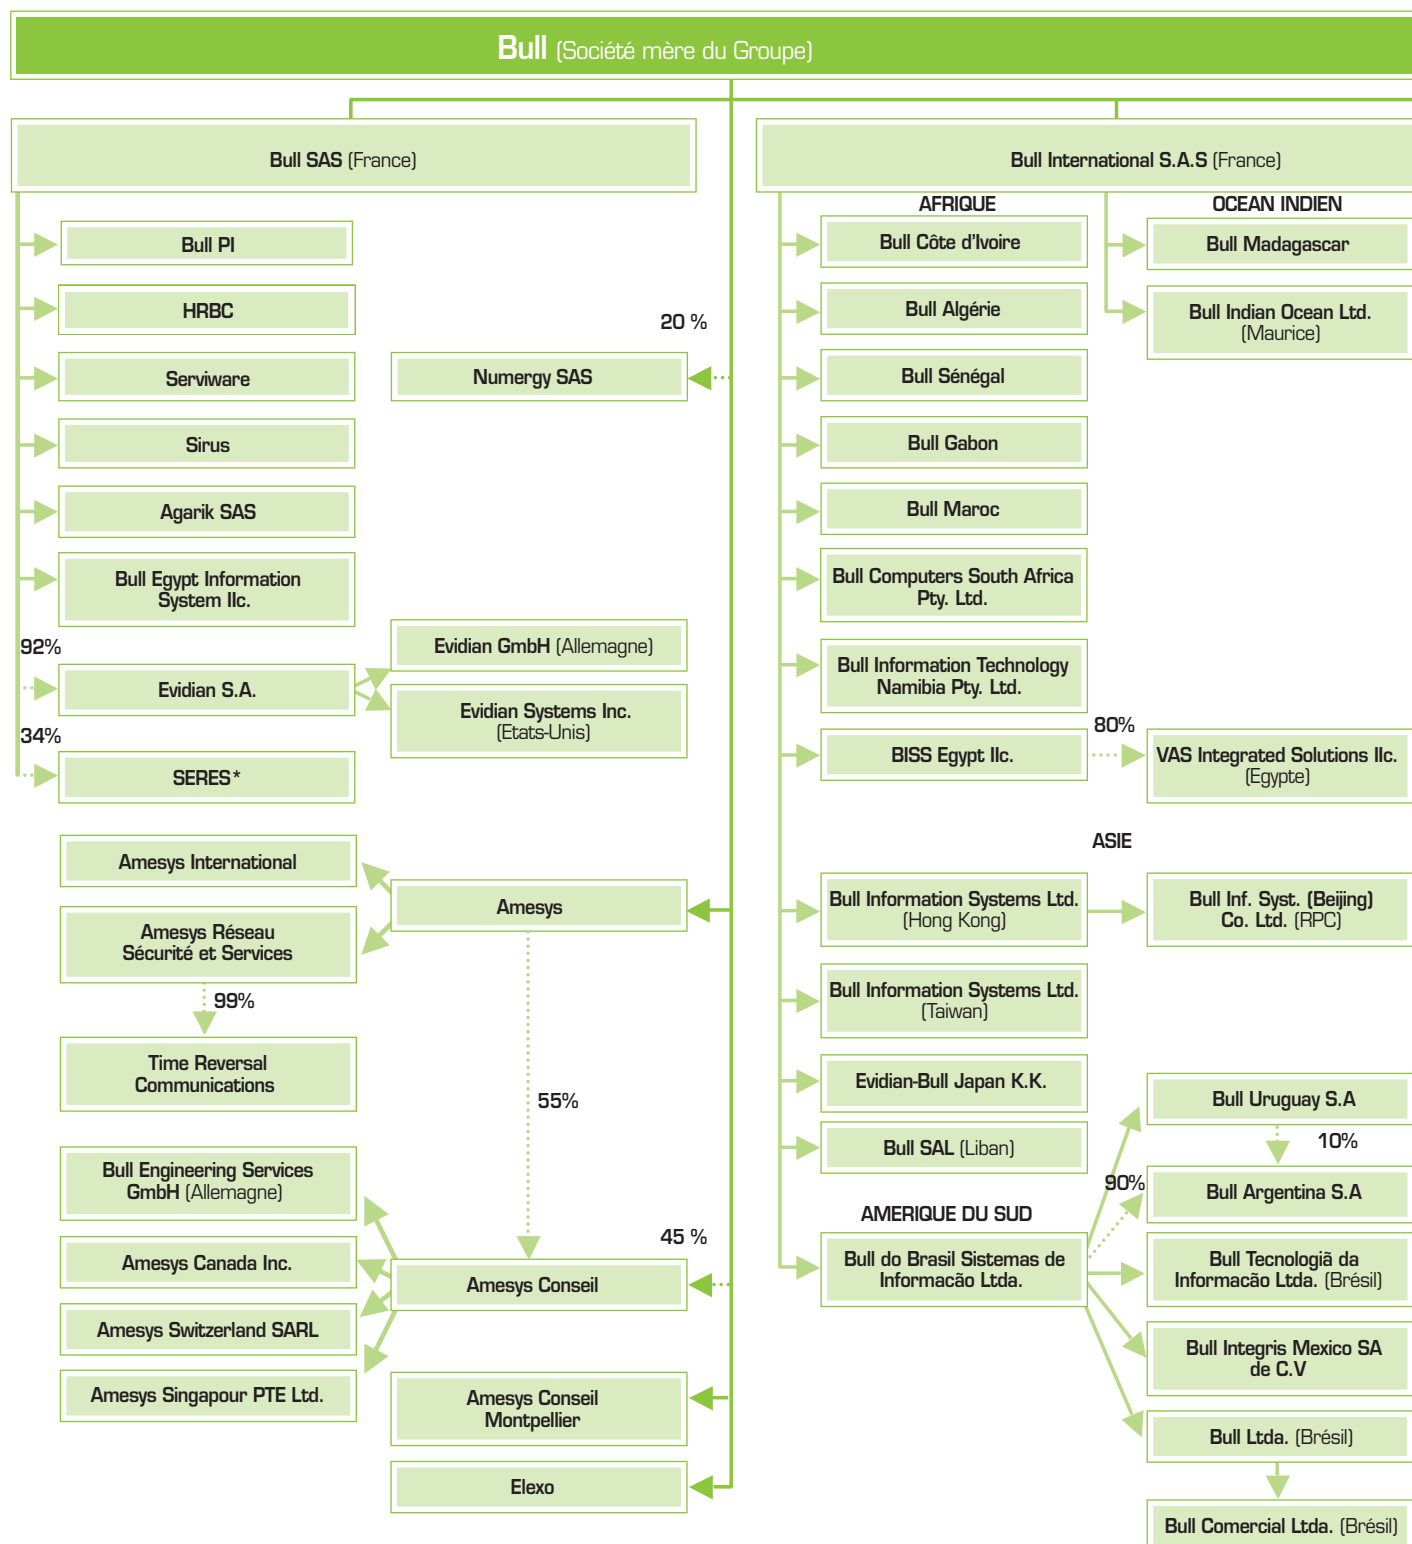 Bull (Société mère du Groupe)
Bull SAS (France)
Bull PI
HRBC
Serviware
Sirus
Agarik SAS
Bull Egypt Information
System llc.
92%
Evidian S.A.
Evidian GmbH (Allemagne)
Evidian Systems Inc.
(Etats-Unis)
34%
SERES*
20 %
Numergy SAS
Amesys International
Amesys Réseau
Sécurité et Services
Amesys
99%
Time Reversal
Communications
55%
Bull Engineering Services
GmbH (Allemagne)
Amesys Canada Inc.
Amesys Switzerland SARL
Amesys Singapour PTE Ltd.
45 %
Amesys Conseil
Amesys Conseil
Montpellier
Elexo
Bull International S.A.S (France)
AFRIQUE
Bull Côte d'Ivoire
Bull Algérie
Bull Sénégal
Bull Gabon
Bull Maroc
Bull Computers South Africa
Pty. Ltd.
Bull Information Technology
Namibia Pty. Ltd.
BISS Egypt llc.
80%
VAS Integrated Solutions llc.
(Egypte)
OCEAN INDIEN
Bull Madagascar
Bull Indian Ocean Ltd.
(Maurice)
ASIE
Bull Information Systems Ltd.
(Hong Kong)
Bull Inf. Syst. (Beijing)
Co. Ltd. (RPC)
Bull Information Systems Ltd.
(Taiwan)
Evidian-Bull Japan K.K.
Bull SAL (Liban)
AMERIQUE DU SUD
Bull do Brasil Sistemas de
Informacão Ltda.
Bull Uruguay S.A
10%
90%
Bull Argentina S.A
Bull Tecnologiã da
Informacão Ltda. (Brésil)
Bull Integris Mexico SA
de C.V
Bull Ltda. (Brésil)
Bull Comercial Ltda. (Brésil)